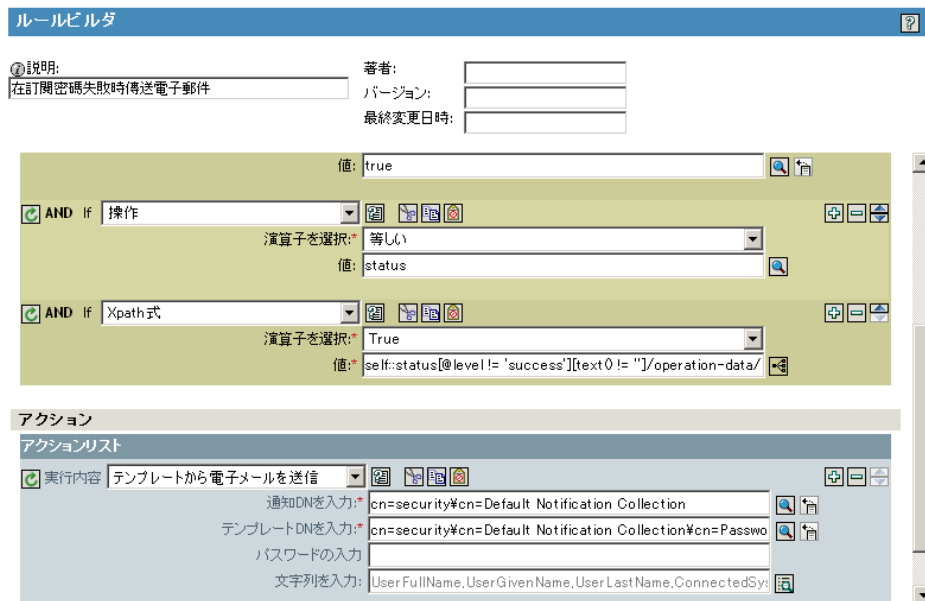 ルールビルダ
説明:
在訂閱密碼失敗時傳送電子郵件
著者:
バージョン:
最終変更日時:
値: true
AND If 操作
演算子を選択:* 等しい
値: status
AND If Xpath式
演算子を選択:* True
値:* self::status[@level != 'success'][text() != '']/operation-data/
アクション
アクションリスト
実行内容 テンプレートから電子メールを送信
通知DNを入力:* cn=security¥cn=Default Notification Collection
テンプレートDNを入力:* cn=security¥cn=Default Notification Collection¥cn=Passwo
パスワードの入力
文字列を入力: UserFullName,UserGivenName,UserLastName,ConnectedSys